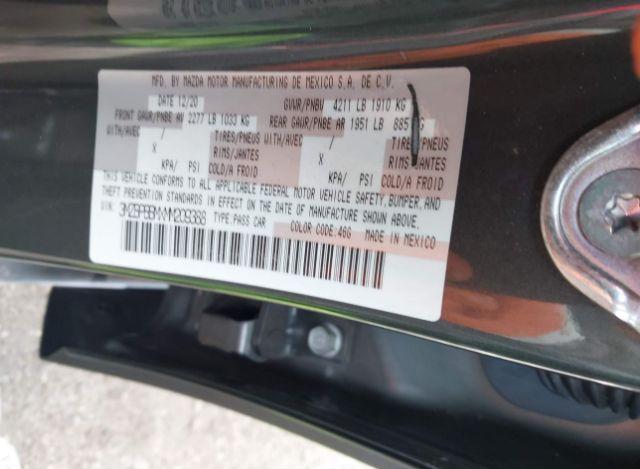 MFD. BY MAZDA MOTOR MANUFACTURING DE MEXICO S.A. DE C.V.
DATE 12/20 GVWR/PNBV 4211 LB 1910 KG
FRONT GAWR/PNBE AV 2277 LB 1033 KG REAR GAWR/PNBE AR 1951 LB 885 KG
WITH/AVEC / TIRES/PNEUS WITH/AVEC / TIRES/PNEUS
X RIMS/JANTES X RIMS/JANTES
KPA/ PSI COLD/A FROID KPA/ PSI COLD/A FROID
THIS VEHICLE CONFORMS TO ALL APPLICABLE FEDERAL MOTOR VEHICLE SAFETY, BUMPER, AND
THEFT PREVENTION STANDARDS IN EFFECT ON THE DATE OF MANUFACTURE SHOWN ABOVE.
TYPE PASS CAR COLOR CODE:46G MADE IN MEXICO